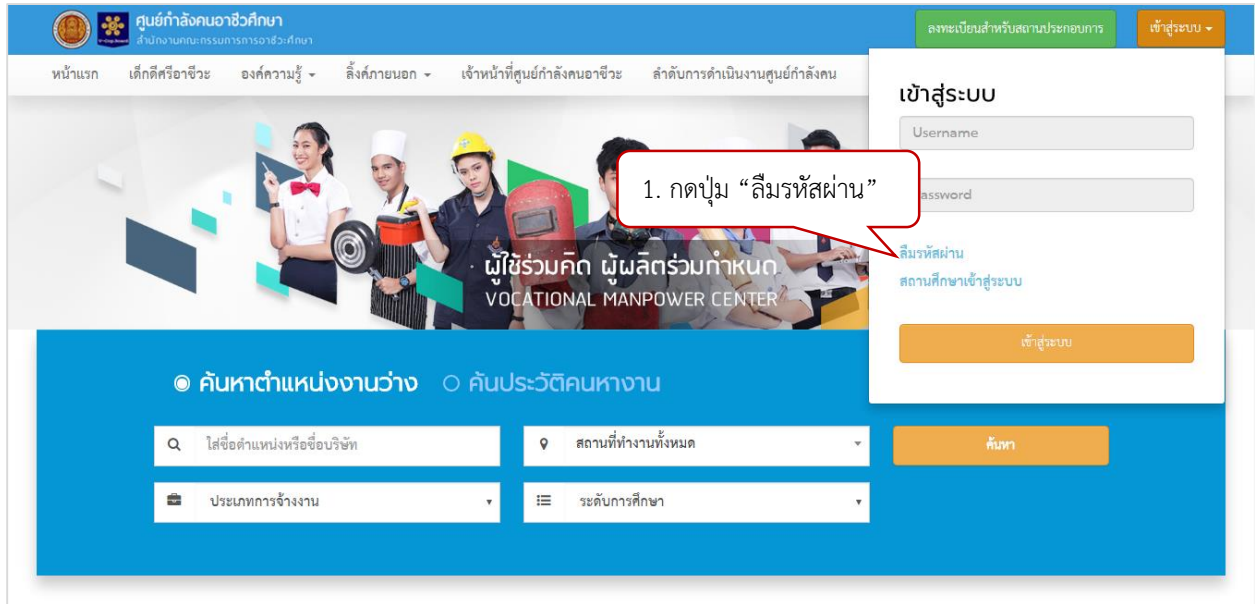 ศูนย์กำลังคนอาชีวศึกษา
สำนักงานคณะกรรมการการอาชีวะศึกษา
ลงทะเบียนสำหรับสถานประกอบการ
เข้าสู่ระบบ
หน้าแรก เด็กดีศรีอาชีวะ องค์ความรู้ ลิ้งค์ภายนอก เจ้าหน้าที่ศูนย์กำลังคนอาชีวะ ลำดับการดำเนินงานศูนย์กำลังคน
เข้าสู่ระบบ
Username
1. กดปุ่ม “ลืมรหัสผ่าน”
assword
ลืมรหัสผ่าน
สถานศึกษาเข้าสู่ระบบ
เข้าสู่ระบบ
ผู้ใช้ร่วมคิด ผู้ผลิตร่วมกำหนด
VOCATIONAL MANPOWER CENTER
ค้นหาตำแหน่งงานว่าง ค้นประวัติคนหางาน
ใส่ชื่อตำแหน่งหรือชื่อบริษัท สถานที่ทำงานทั้งหมด ค้นหา
ประเภทการจ้างงาน ระดับการศึกษา